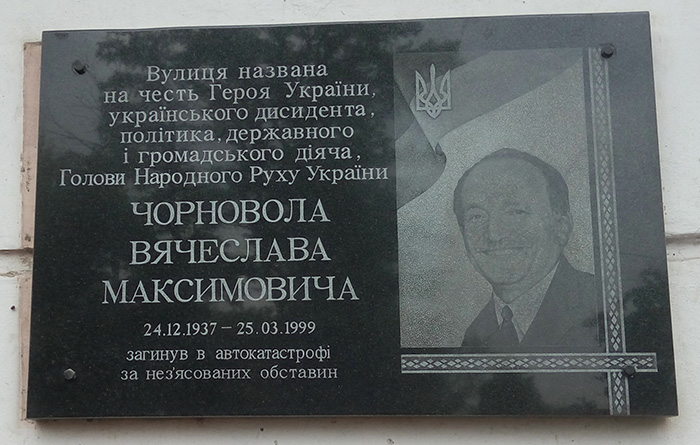 Вулиця названа
на честь Героя України,
українського дисидента,
політика, державного
і громадського діяча,
Голови Народного Руху України
ЧОРНОВОЛА
ВЯЧЕСЛАВА
МАКСИМОВИЧА
24.12.1937 – 25.03.1999
загинув в автокатастрофі
за нез'ясованих обставин